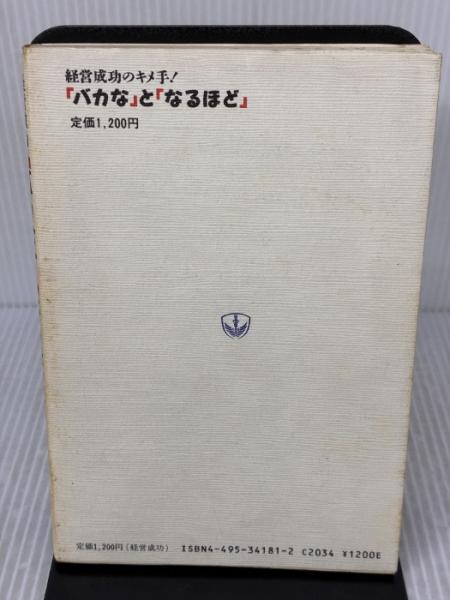 経営成功のキメ手!
「バカな」と「なるほど」
定価1,200円
定価1,200円(経営成功) ISBN4-495-34181-2 C2034 ¥1200E